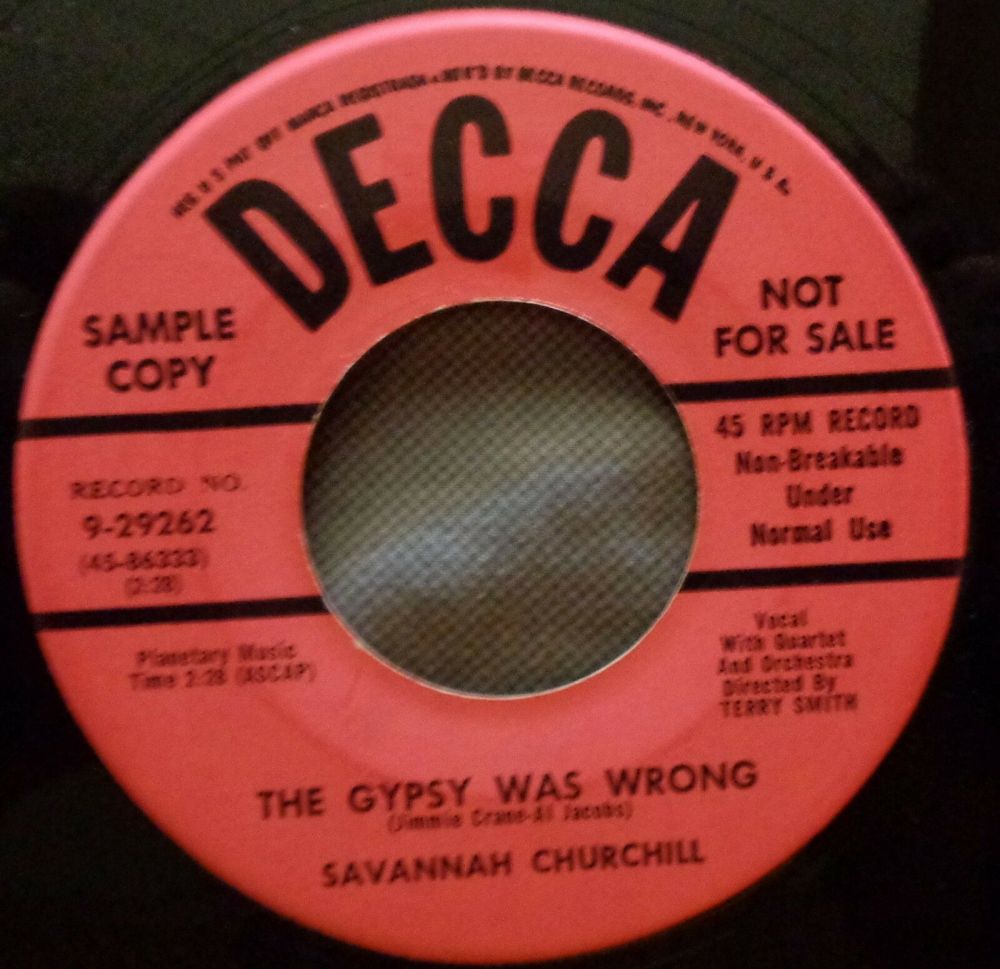 REG. U S PAT OFF MARCA REGISTRADA • REG'D BY DECCA RECORDS, INC., NEW YORK, U.S.A.
DECCA
SAMPLE
COPY
NOT
FOR SALE
RECORD NO.
9-29262
(45-86333)
(2:28)
45 RPM RECORD
Non-Breakable
Under
Normal Use
Planetary Music
Time 2:28 (ASCAP)
Vocal
With Quartet
And Orchestra
Directed By
TERRY SMITH
THE GYPSY WAS WRONG
(Jimmie Crane-Al Jacobs)
SAVANNAH CHURCHILL